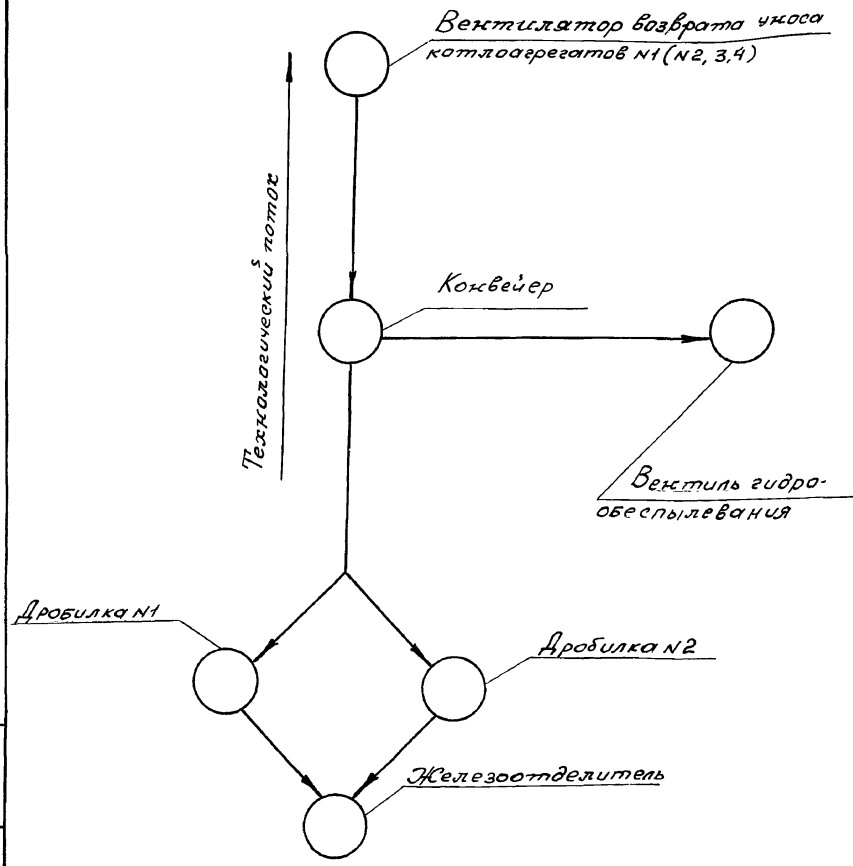 Вентилятор возврата уноса
котлоагрегатов N1 (N2, 3,4)
Технологический поток
Конвейер
Вентиль гидро-
обеспылевания
Дробилка N1
Дробилка N2
Железоотделитель